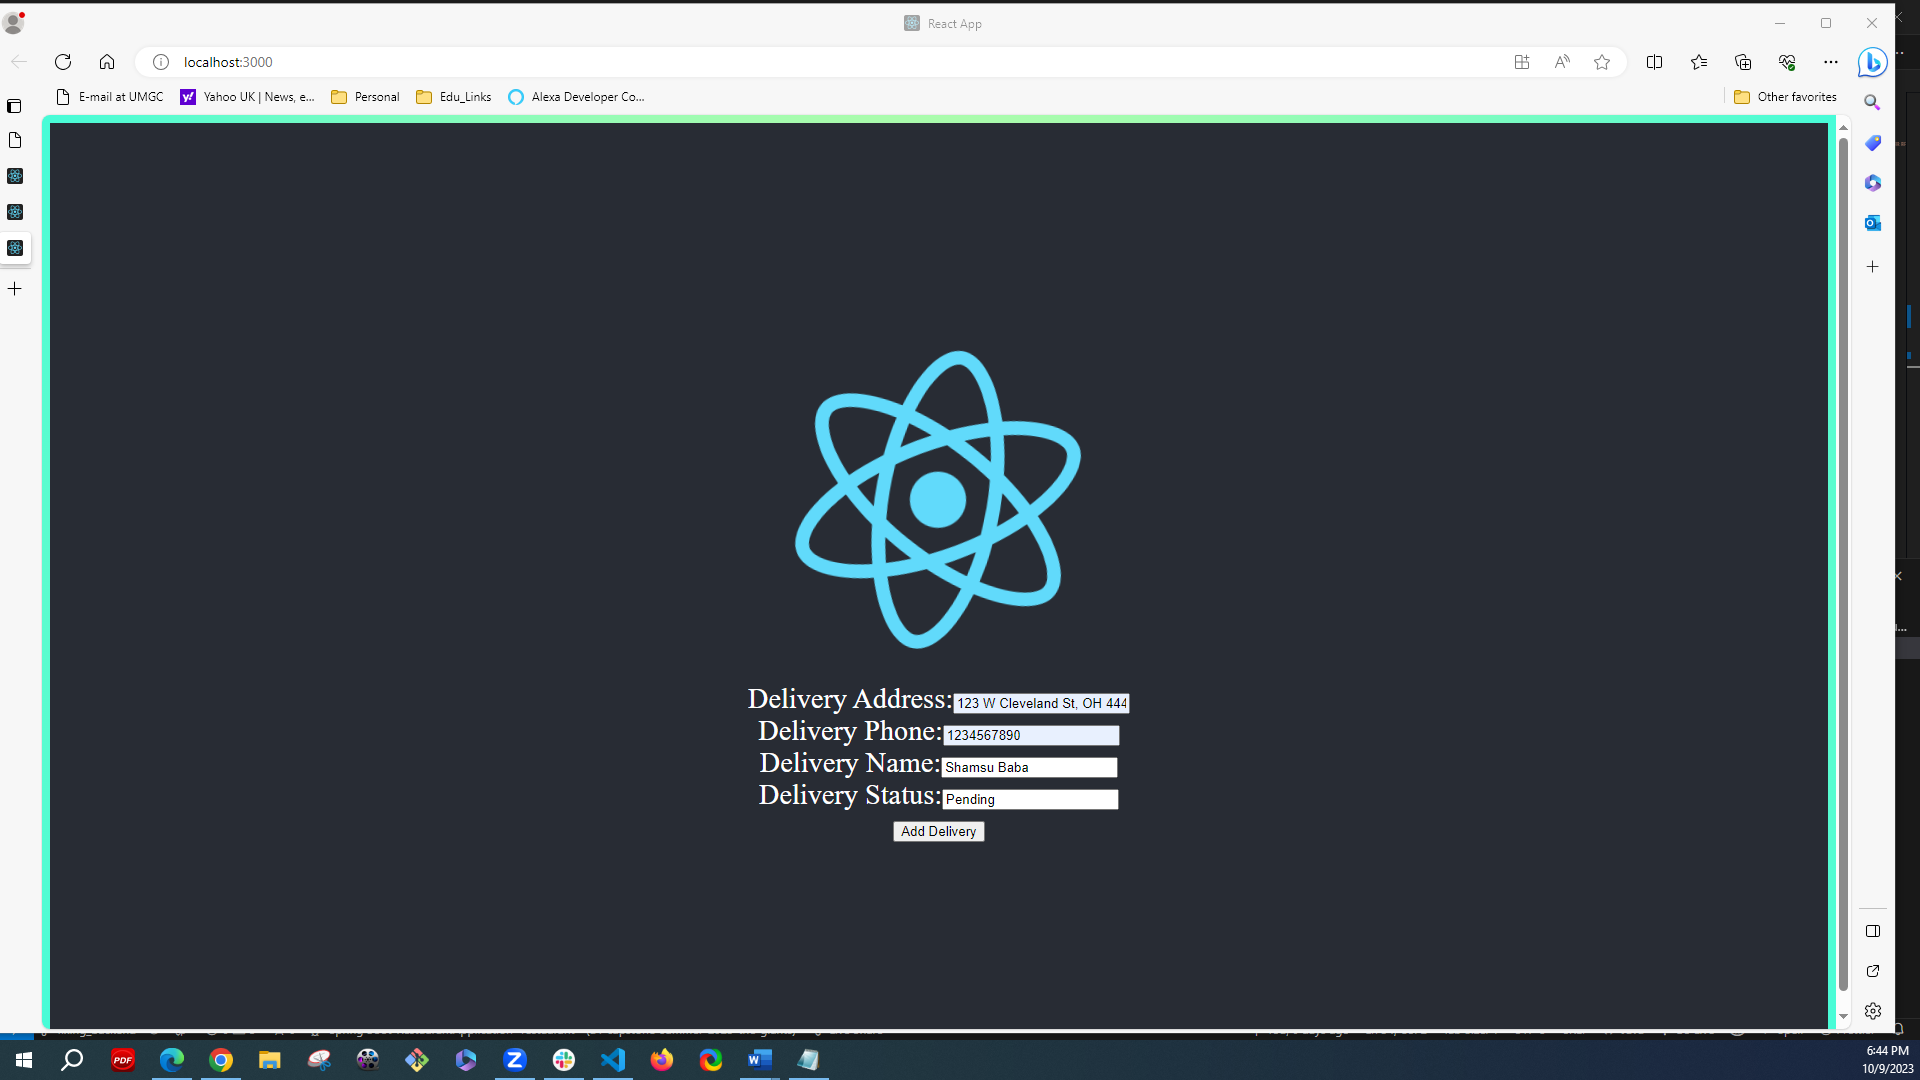 React App
localhost:3000
E-mail at UMGC
Yahoo UK | News, e...
Personal
Edu_Links
Alexa Developer Co...
Other favorites
Delivery Address: 123 W Cleveland St, OH 444
Delivery Phone: 1234567890
Delivery Name: Shamsu Baba
Delivery Status: Pending
Add Delivery
6:44 PM
10/9/2023